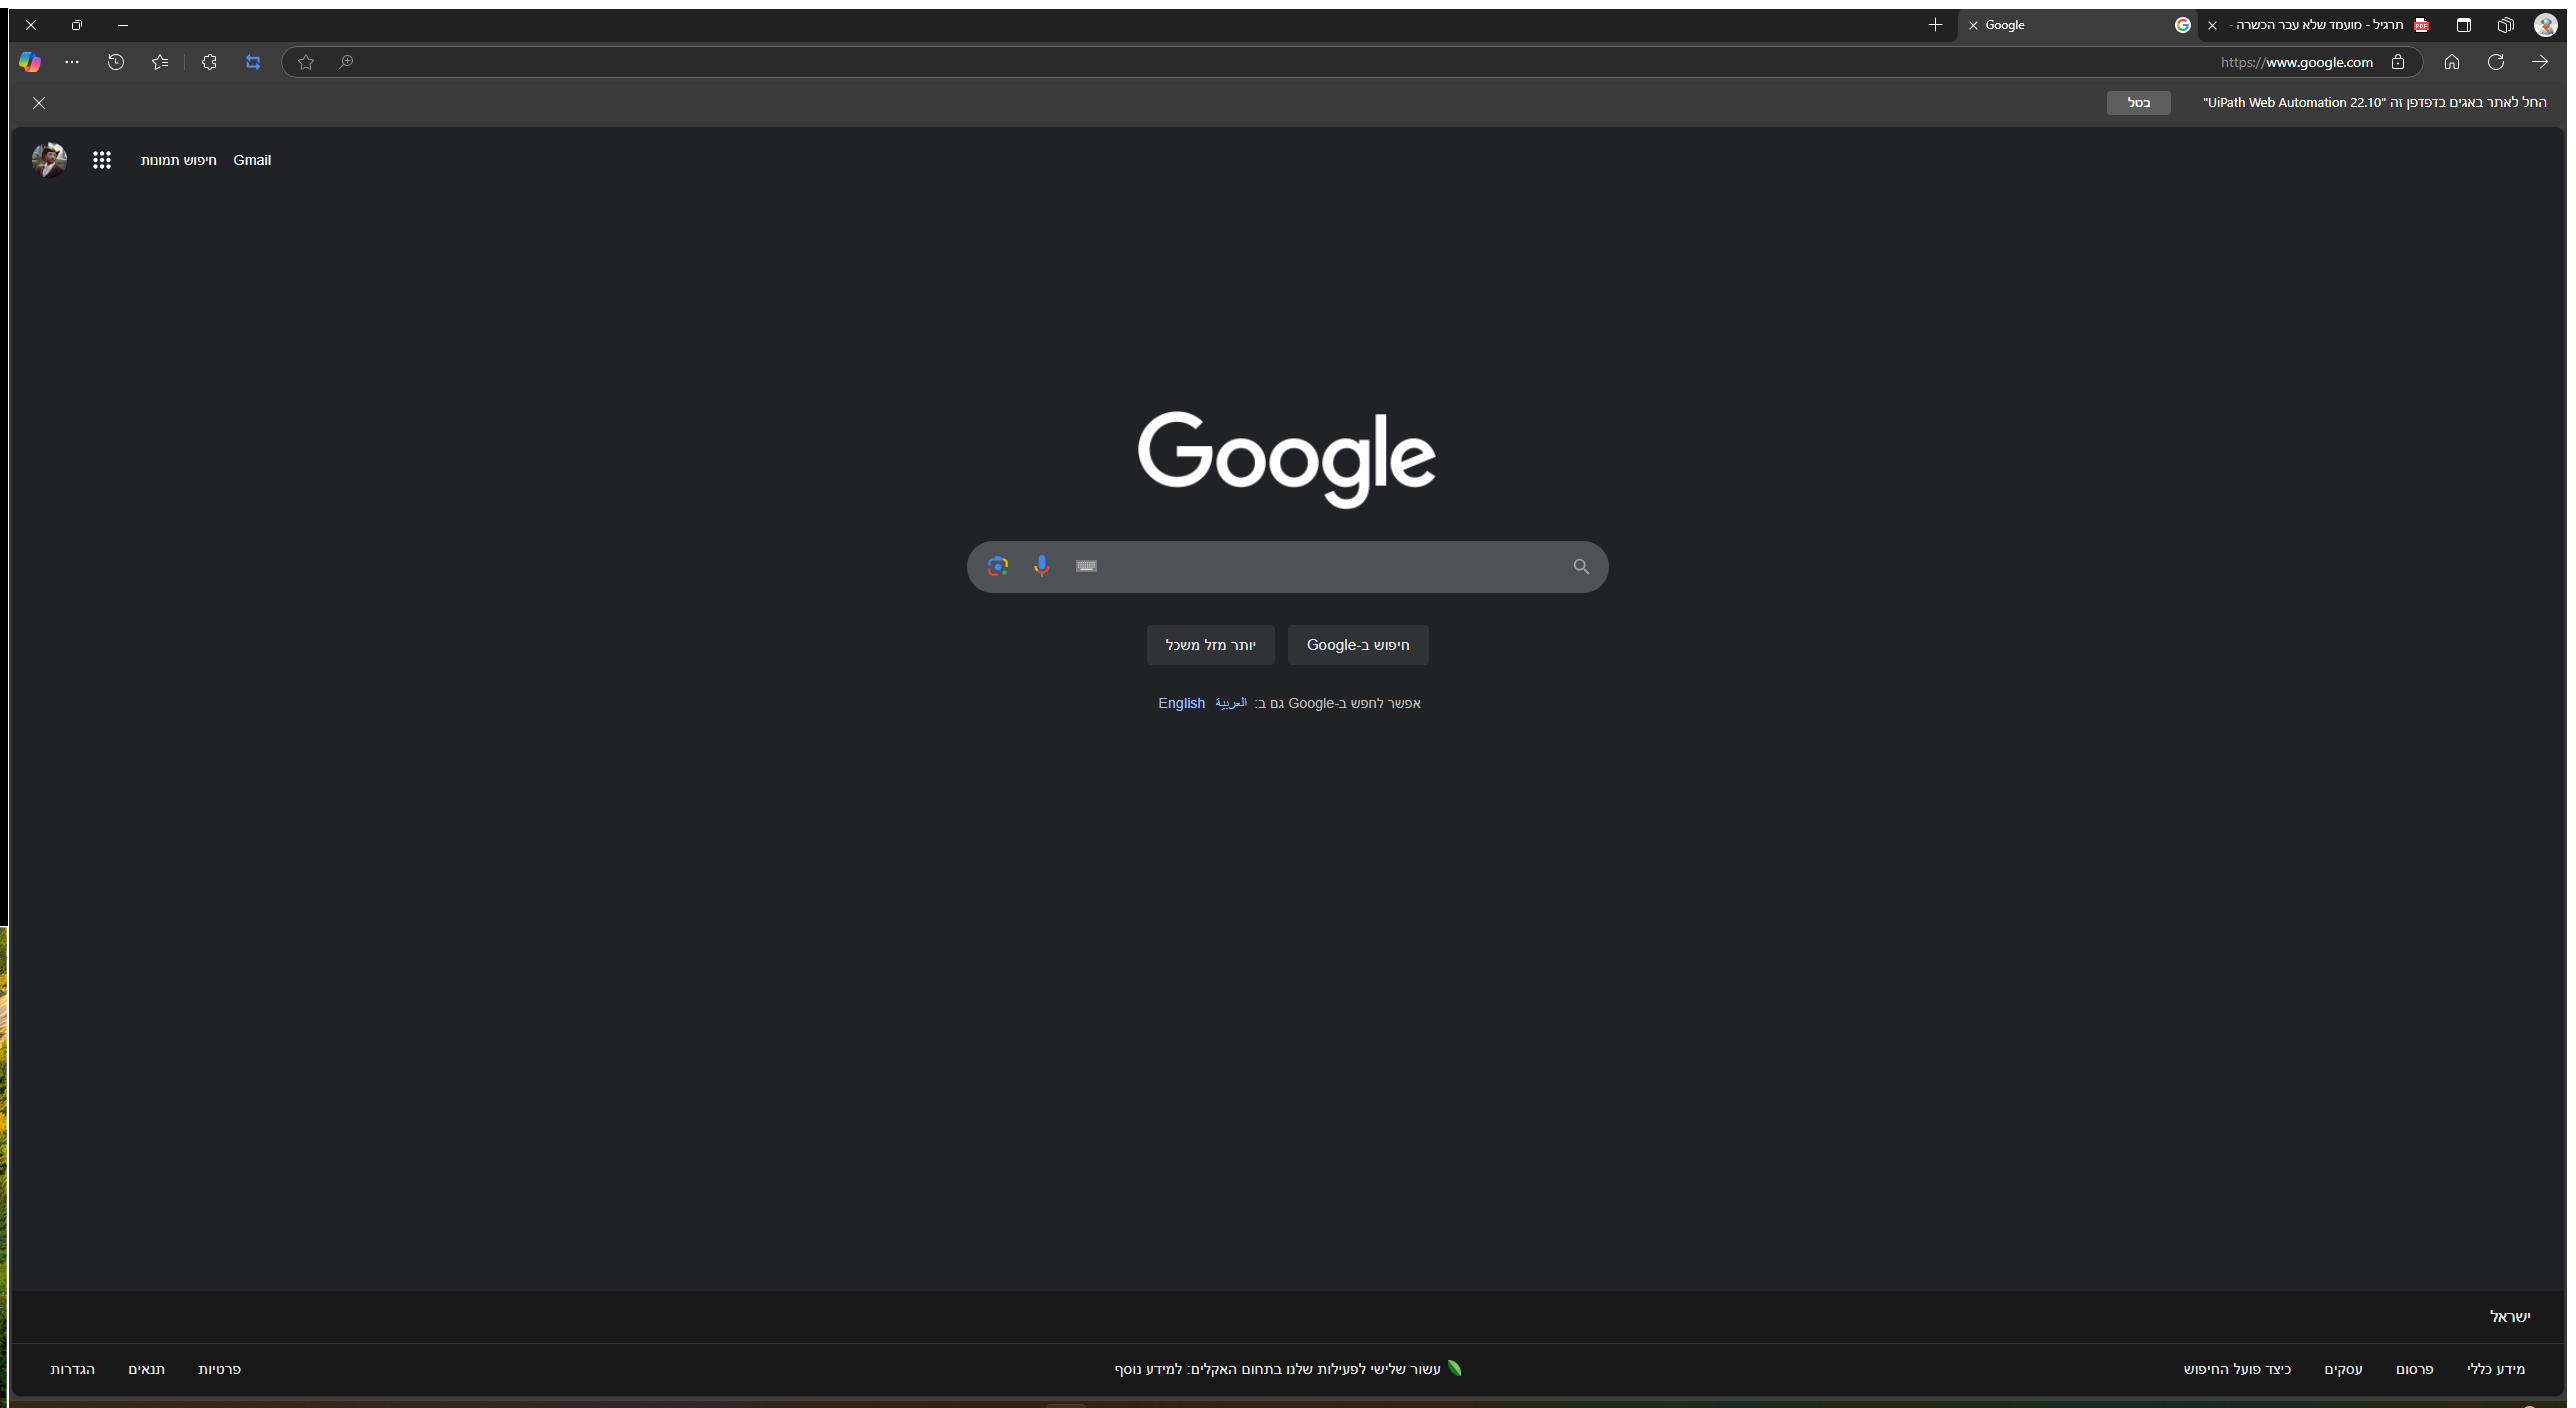 תרגיל - מועמד שלא עבר הכשרה -
Google
https://www.google.com
החל לאתר באגים בדפדפן זה "UiPath Web Automation 22.10"
בטל
Gmail
חיפוש תמונות
Google
חיפוש ב-Google
יותר מזל משכל
אפשר לחפש ב-Google גם ב: العربية English
ישראל
מידע כללי
פרסום
עסקים
כיצד פועל החיפוש
עשור שלישי לפעילות שלנו בתחום האקלים: למידע נוסף
פרטיות
תנאים
הגדרות